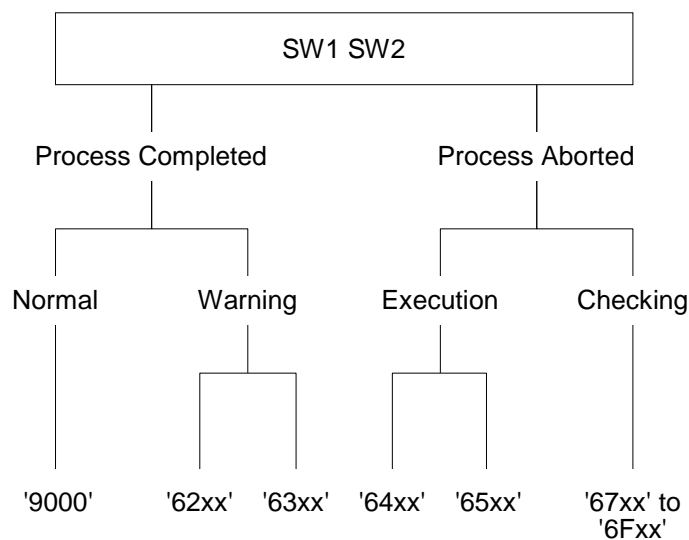 SW1 SW2
Process Completed
Process Aborted
Normal
Warning
Execution
Checking
'9000'
'62xx'
'63xx'
'64xx'
'65xx'
'67xx' to
'6Fxx'